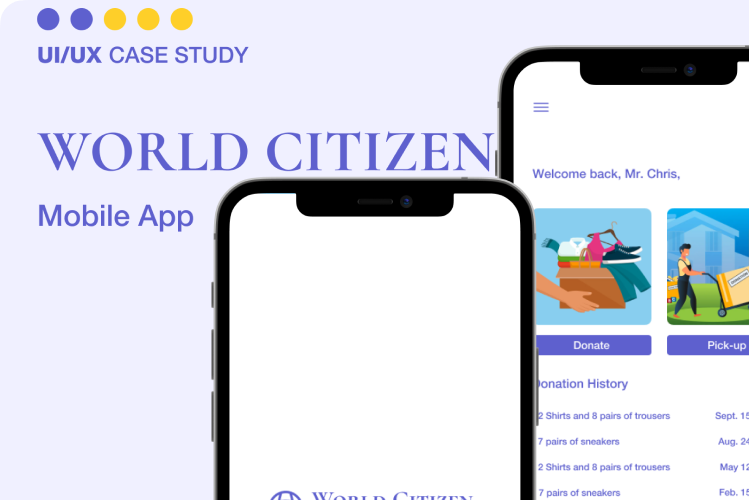 UI/UX CASE STUDY
WORLD CITIZEN
Mobile App
Welcome back, Mr. Chris,
DONATION
Donate
Pick-up
Donation History
2 Shirts and 8 pairs of trousers Sept. 15
7 pairs of sneakers Aug. 24
2 Shirts and 8 pairs of trousers May 12
7 pairs of sneakers Feb. 15
WORLD CITIZEN